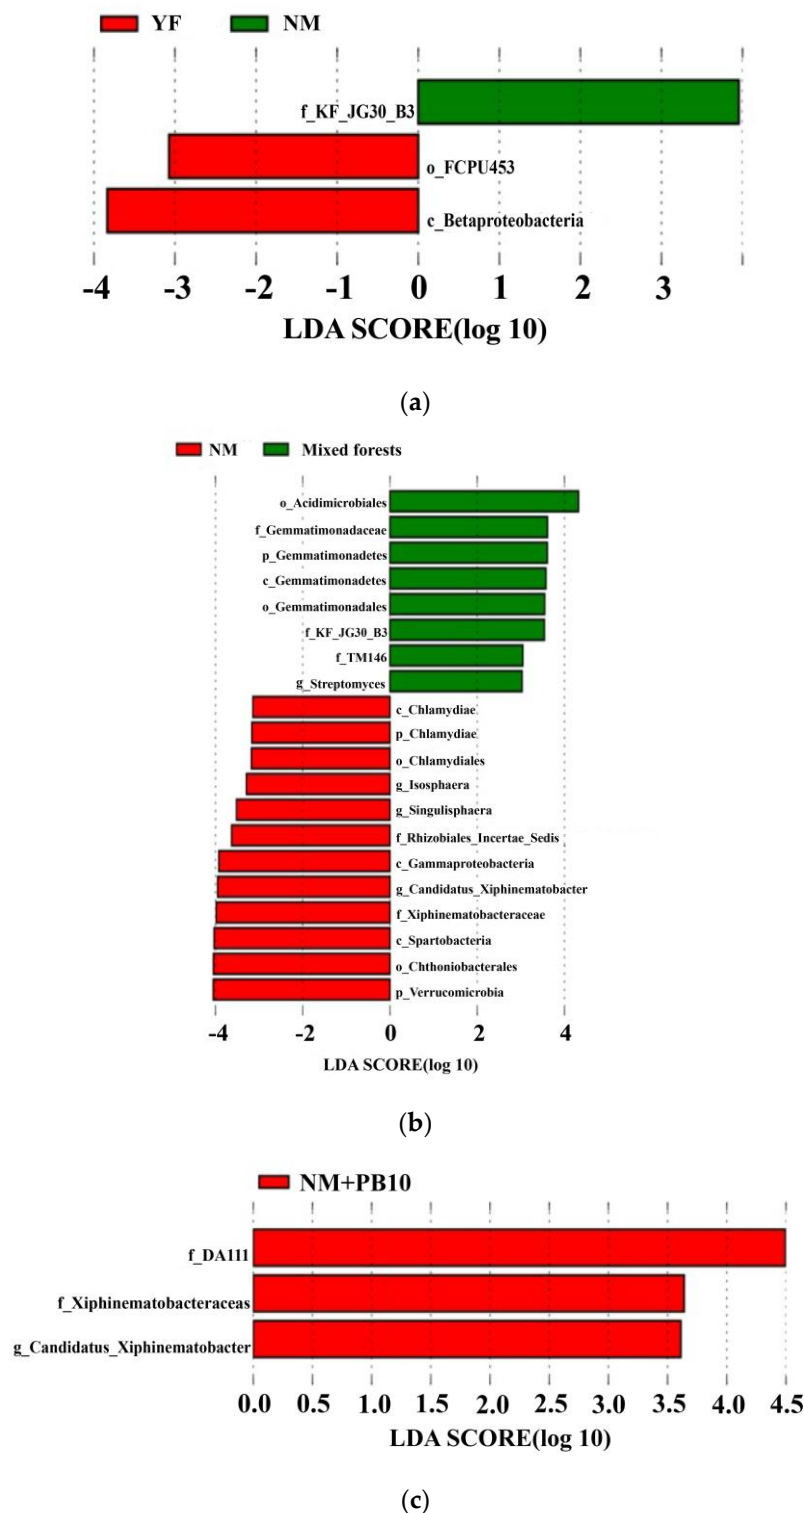 YF NM
f_KF_JG30_B3
o_FCPU453
c_Betaproteobacteria
-4 -3 -2 -1 0 1 2 3
LDA SCORE(log 10)
(a)
NM Mixed forests
o_Acidimicrobiales
f_Gemmatimonadaceae
p_Gemmatimonadetes
c_Gemmatimonadetes
o_Gemmatimonadales
f_KF_JG30_B3
f_TM146
g_Streptomyces
c_Chlamydiae
p_Chlamydiae
o_Chlamydiales
g_Isosphaera
g_Singulisphaera
f_Rhizobiales_Incertae_Sedis
c_Gammaproteobacteria
g_Candidatus_Xiphinematobacter
f_Xiphinematobacteraceae
c_Spartobacteria
o_Chthoniobacterales
p_Verrucomicrobia
-4 -2 0 2 4
LDA SCORE(log 10)
(b)
NM+PB10
f_DA111
f_Xiphinematobacteraceas
g_Candidatus_Xiphinematobacter
0.0 0.5 1.0 1.5 2.0 2.5 3.0 3.5 4.0 4.5
LDA SCORE(log 10)
(c)